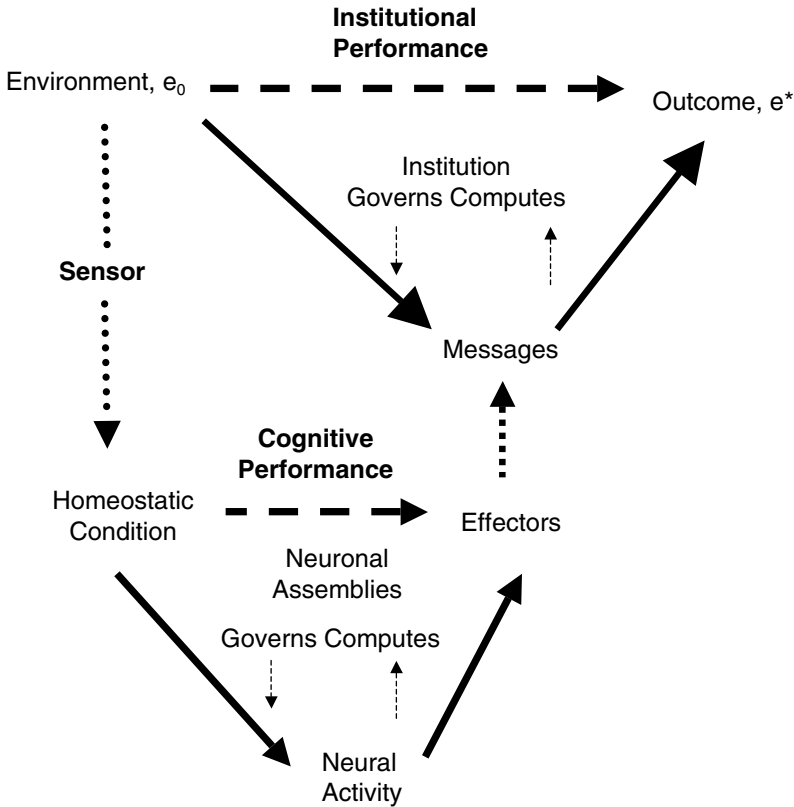 Institutional
Performance
Environment, e₀
Outcome, e*
Institution
Governs Computes
Sensor
Messages
Cognitive
Performance
Homeostatic
Condition
Effectors
Neuronal
Assemblies
Governs Computes
Neural
Activity